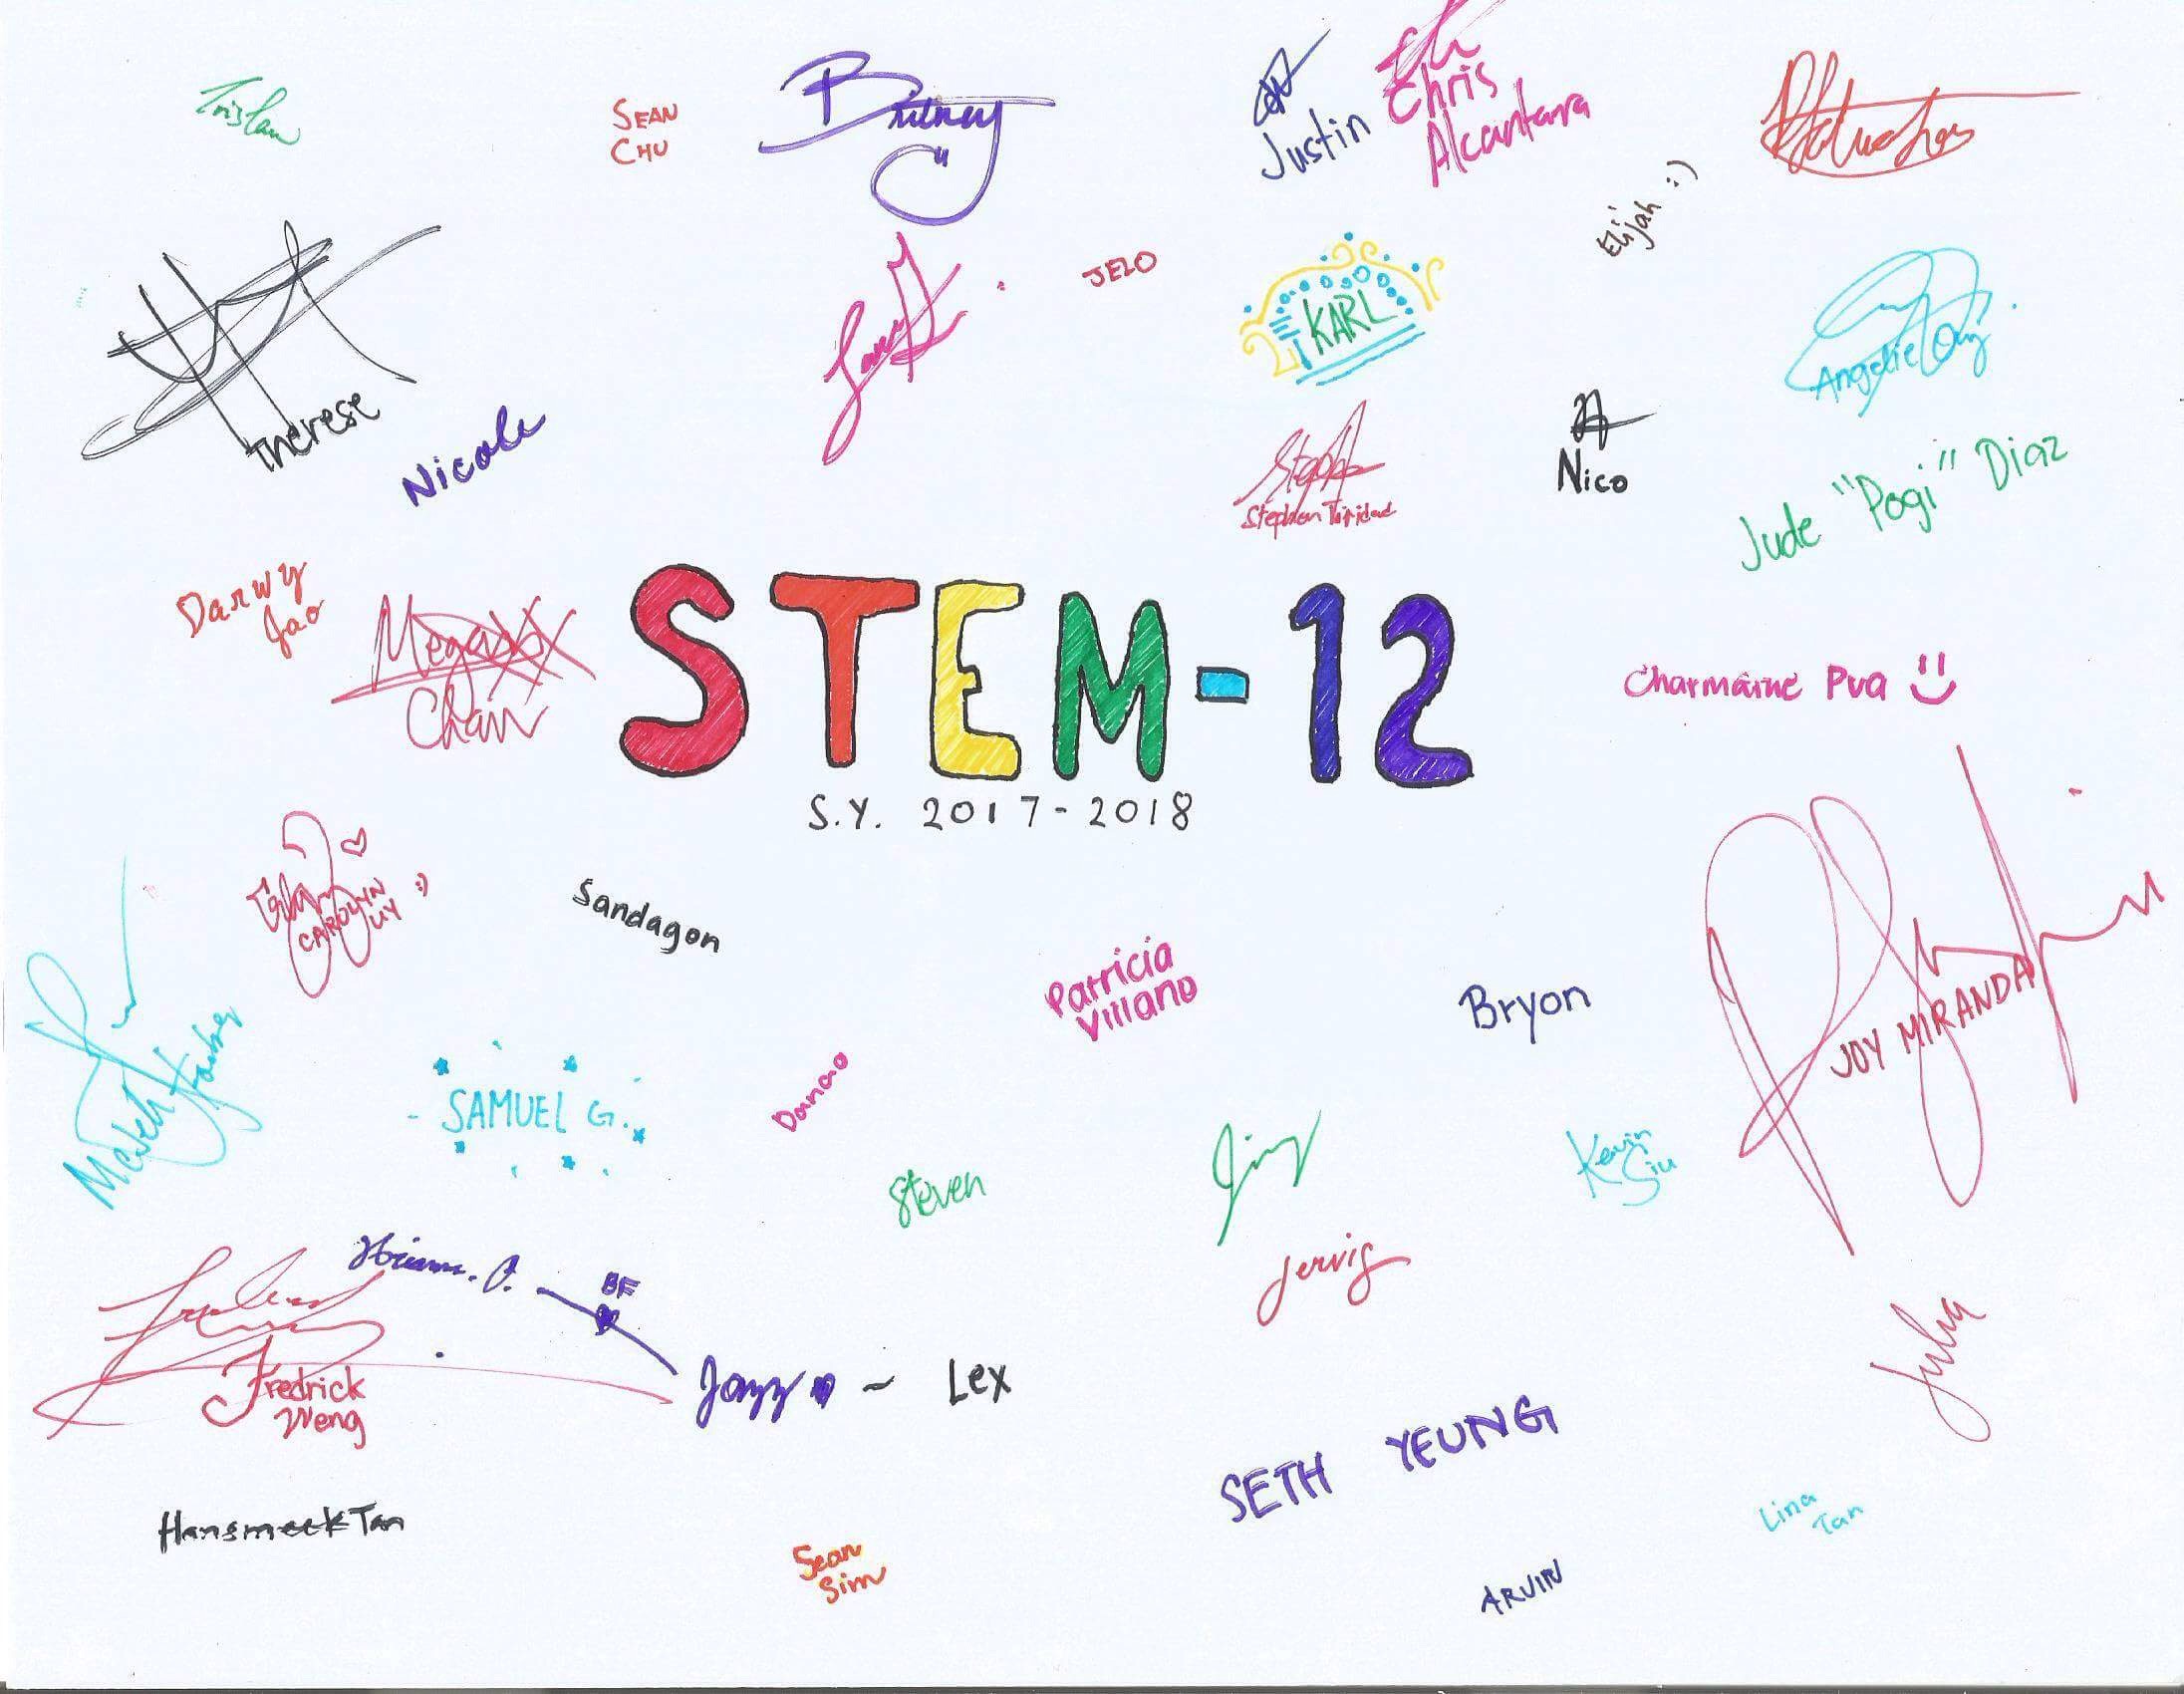 Tristan
SEAN
CHU
Britney
Justin
Chris
Alcantara
Elijah :)
JELO
KARL
Therese
Nicole
Angelie Ong
Stephen Trinidad
Nico
Jude "Pogi" Diaz
Darwy
Jao
Megan
Chan
STEM-12
S.Y. 2017-2018
Charmaine Pua
CAROLYN
UY :)
Sandagon
Patricia
Villano
Bryon
JOY MIRANDA
- SAMUEL G.
Danao
Steven
Kevin
Siu
Jervis
BF
Fredrick
Weng
Jazz ~ Lex
Julia
SETH YEUNG
Hansmeek Tan
Lina
Tan
Sean
Sim
ARVIN